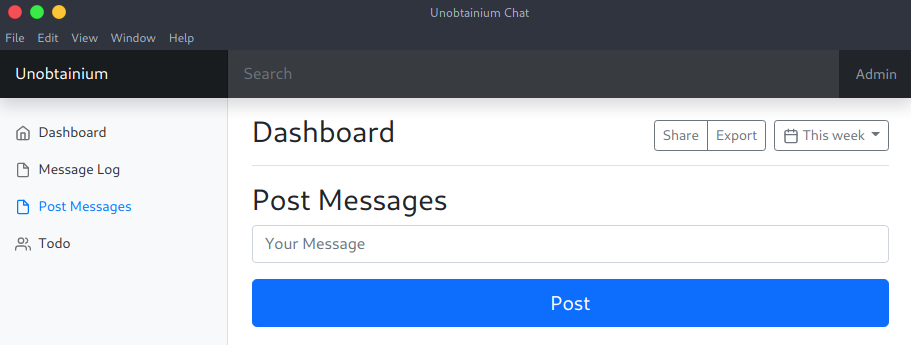 Unobtainium Chat
File Edit View Window Help
Unobtainium Search Admin
Dashboard
Message Log
Post Messages
Todo
Dashboard Share Export This week
Post Messages
Your Message
Post